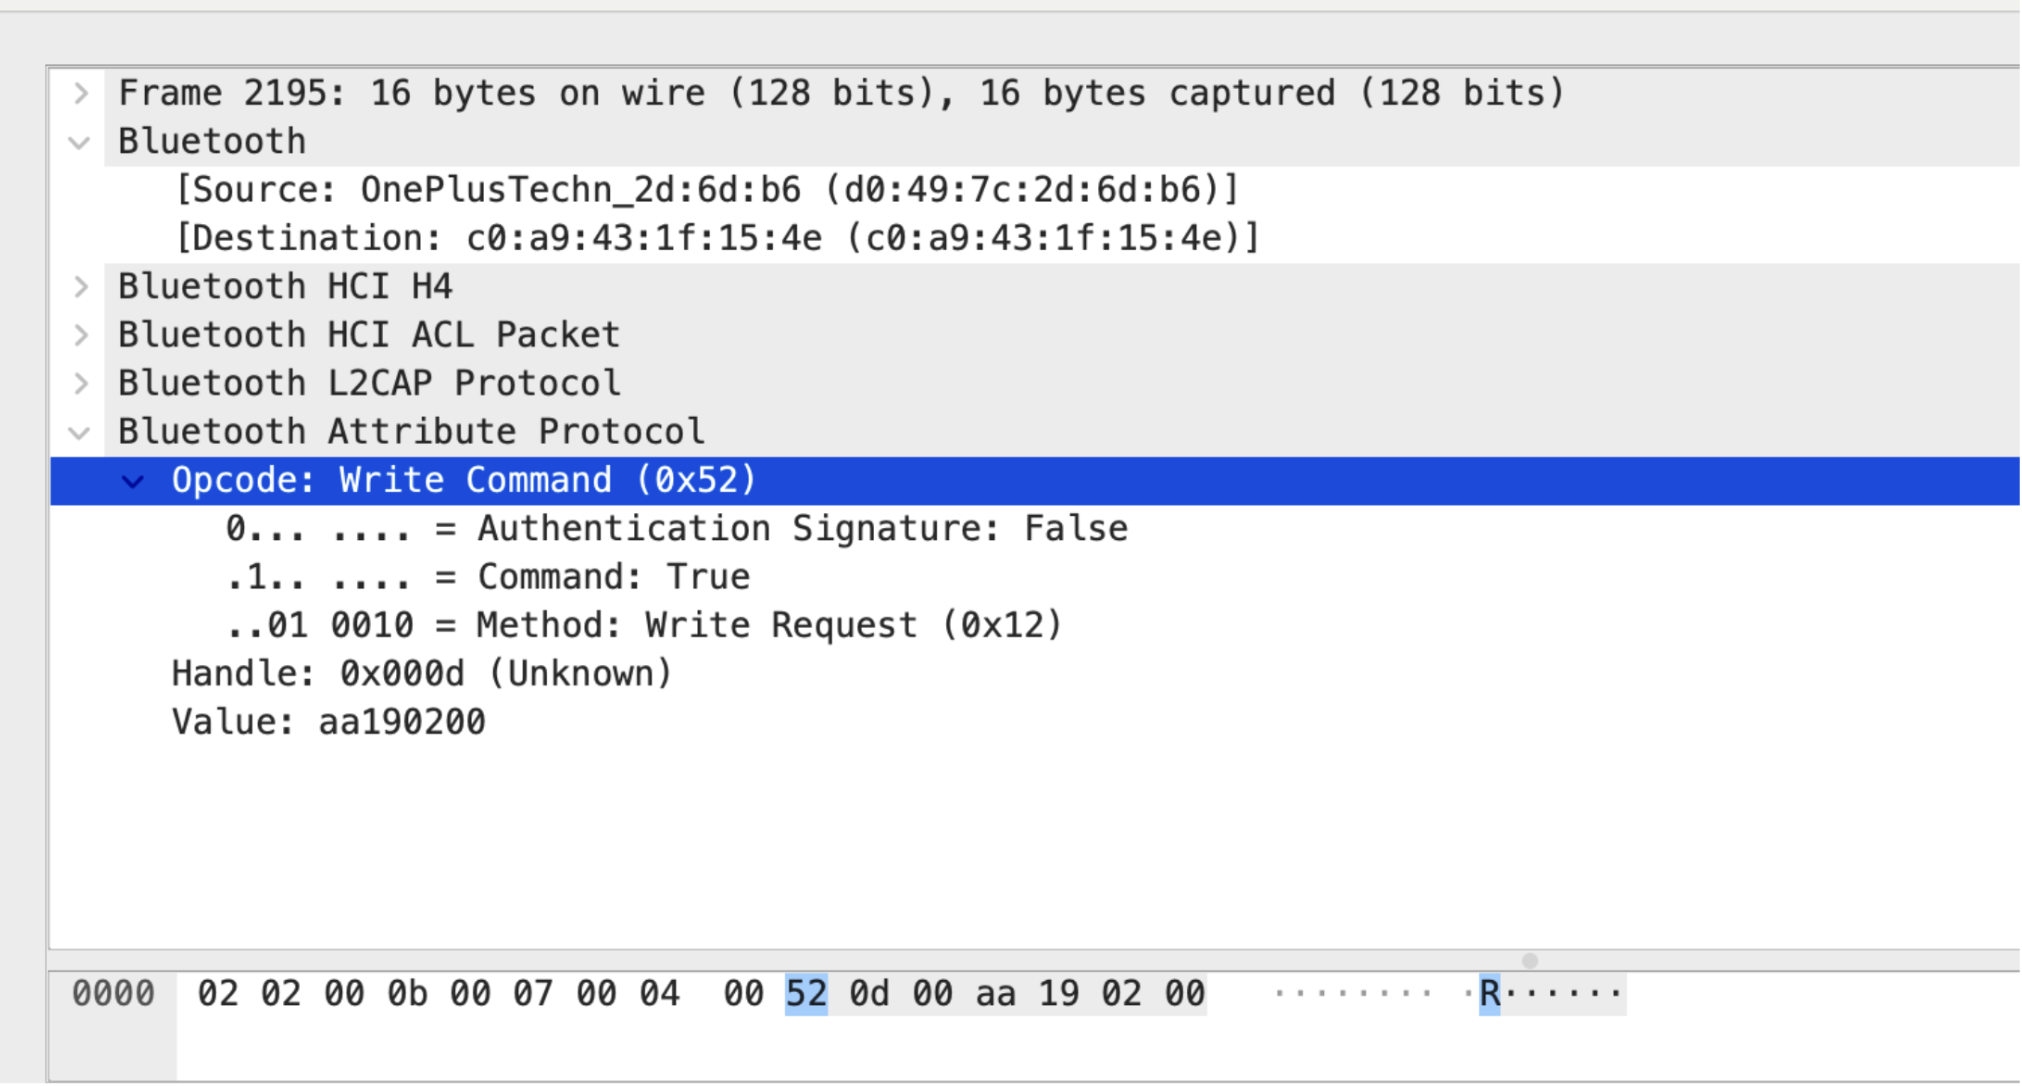 Frame 2195: 16 bytes on wire (128 bits), 16 bytes captured (128 bits)
Bluetooth
[Source: OnePlusTechn_2d:6d:b6 (d0:49:7c:2d:6d:b6)]
[Destination: c0:a9:43:1f:15:4e (c0:a9:43:1f:15:4e)]
Bluetooth HCI H4
Bluetooth HCI ACL Packet
Bluetooth L2CAP Protocol
Bluetooth Attribute Protocol
Opcode: Write Command (0x52)
0... .... = Authentication Signature: False
.1.. .... = Command: True
..01 0010 = Method: Write Request (0x12)
Handle: 0x000d (Unknown)
Value: aa190200
0000 02 02 00 0b 00 07 00 04 00 52 0d 00 aa 19 02 00 ········ ·R······